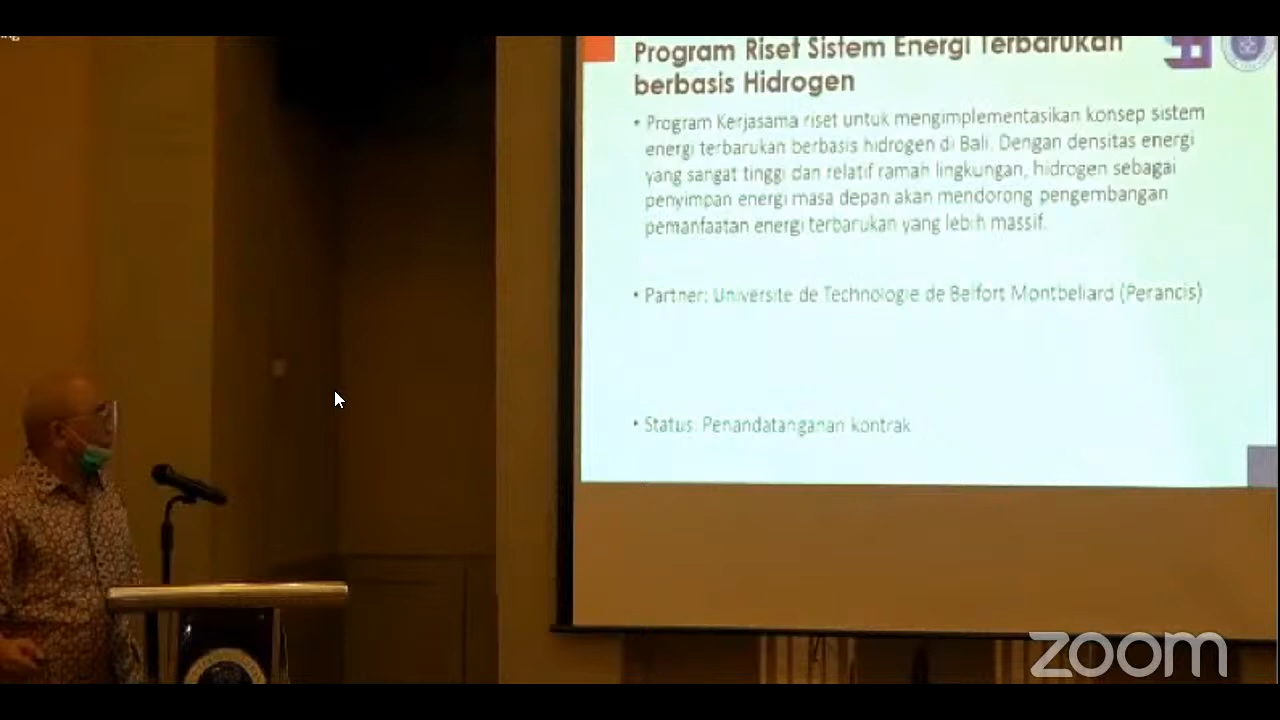 Program Riset Sistem Energi Terbarukan
berbasis Hidrogen
• Program Kerjasama riset untuk mengimplementasikan konsep sistem
energi terbarukan berbasis hidrogen di Bali. Dengan densitas energi
yang sangat tinggi dan relatif ramah lingkungan, hidrogen sebagai
penyimpan energi masa depan akan mendorong pengembangan
pemanfaatan energi terbarukan yang lebih massif.
• Partner: Universite de Technologie de Belfort Montbeliard (Perancis)
• Status: Penandatanganan kontrak
zoom